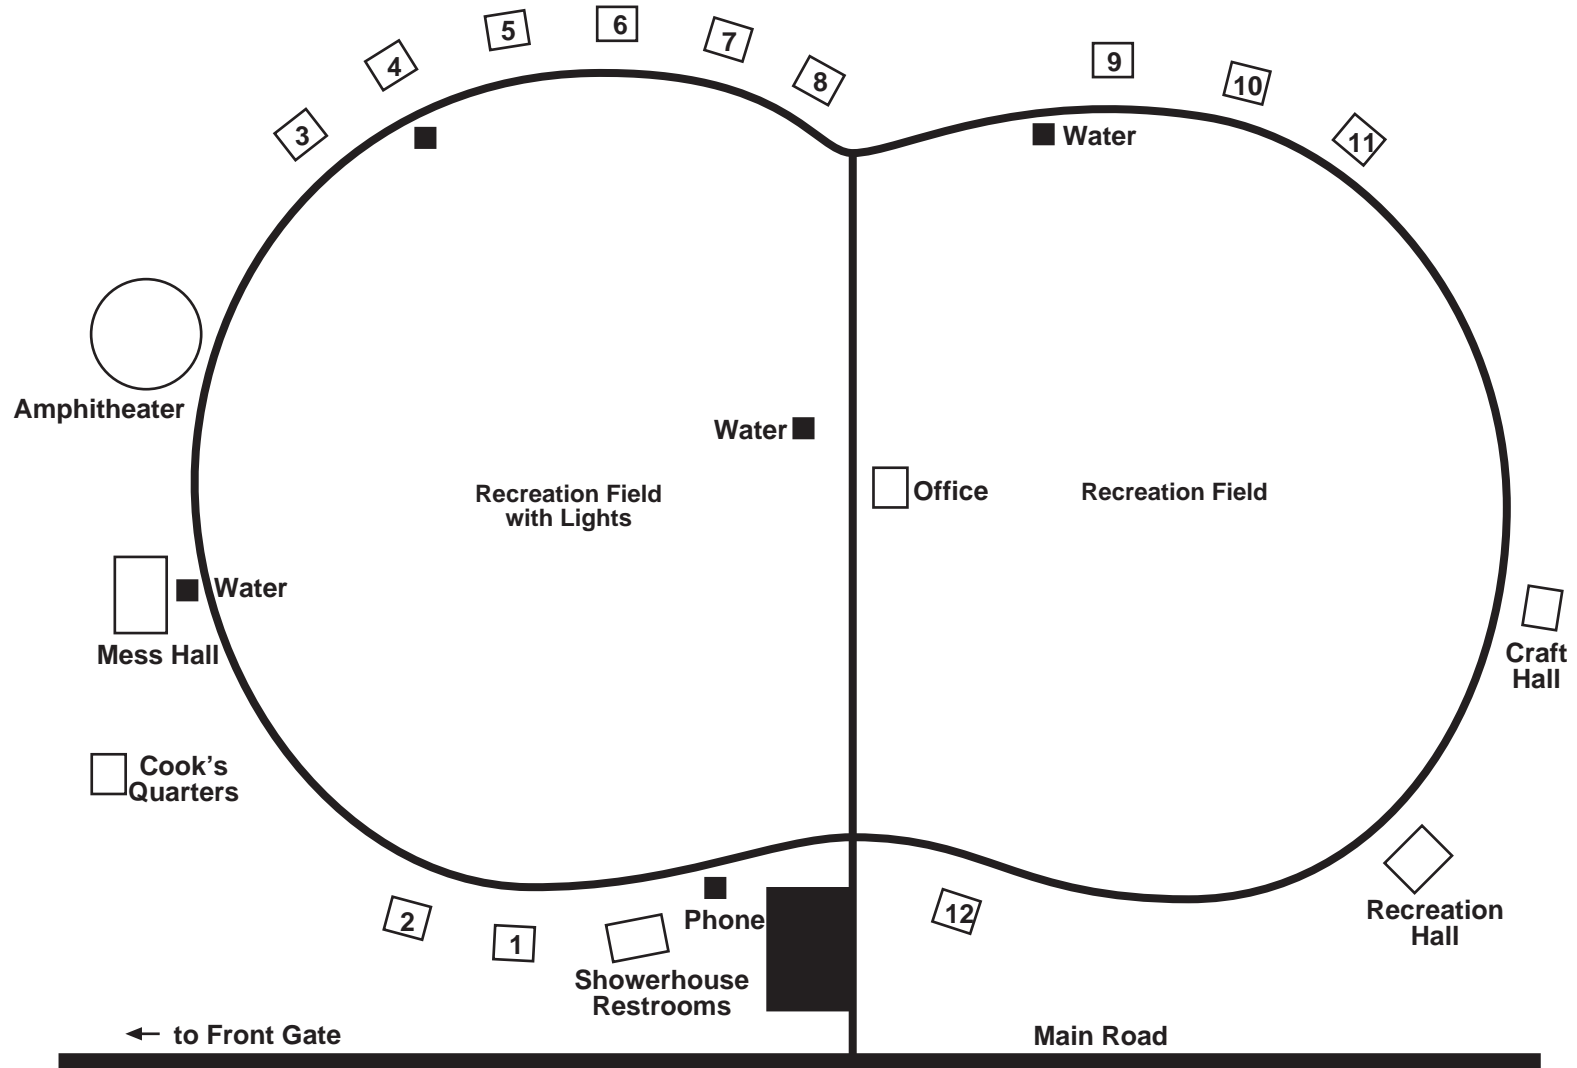 5
6
7
8
9
4
10
3
11
Water
Amphitheater
Water
Office
Recreation Field
with Lights
Recreation Field
Water
Mess Hall
Craft
Hall
Cook’s
Quarters
2
1
Phone
12
Recreation
Hall
Showerhouse
Restrooms
to Front Gate
Main Road